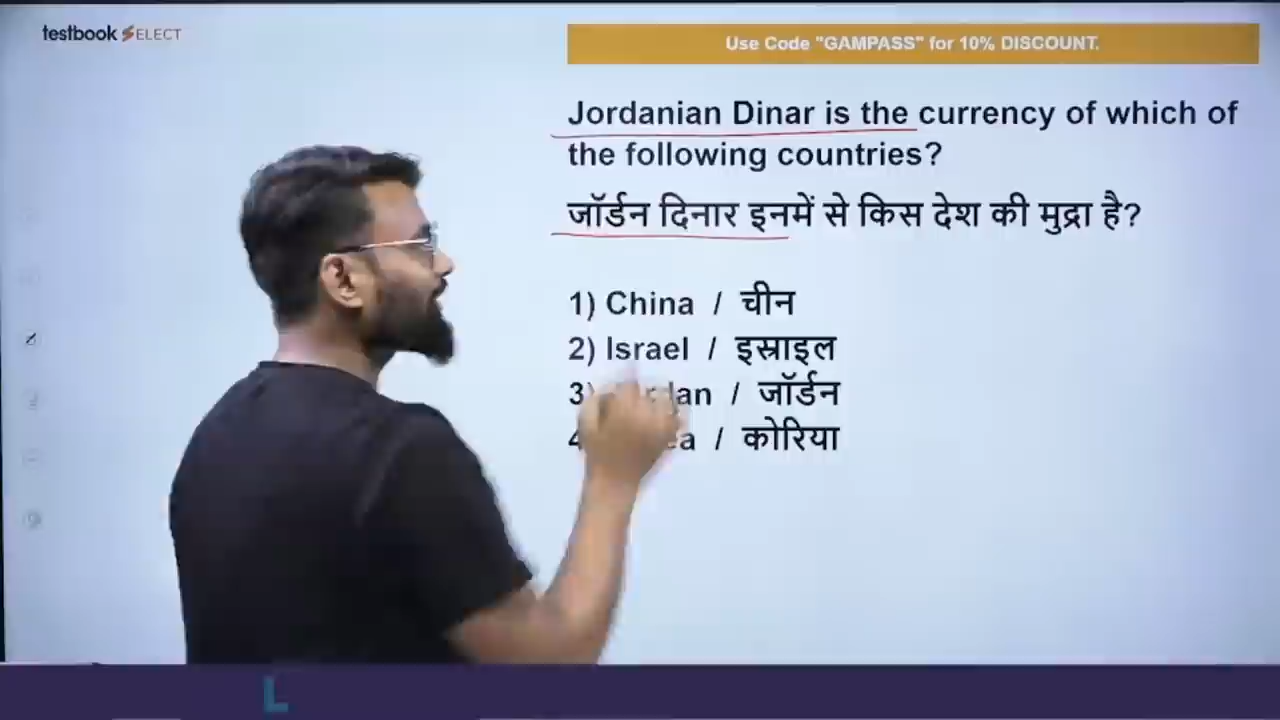 testbook SELECT
Use Code "GAMPASS" for 10% DISCOUNT.
Jordanian Dinar is the currency of which of
the following countries?
जॉर्डन दिनार इनमें से किस देश की मुद्रा है?
1) China / चीन
2) Israel / इस्राइल
/ जॉर्डन
/ कोरिया
L